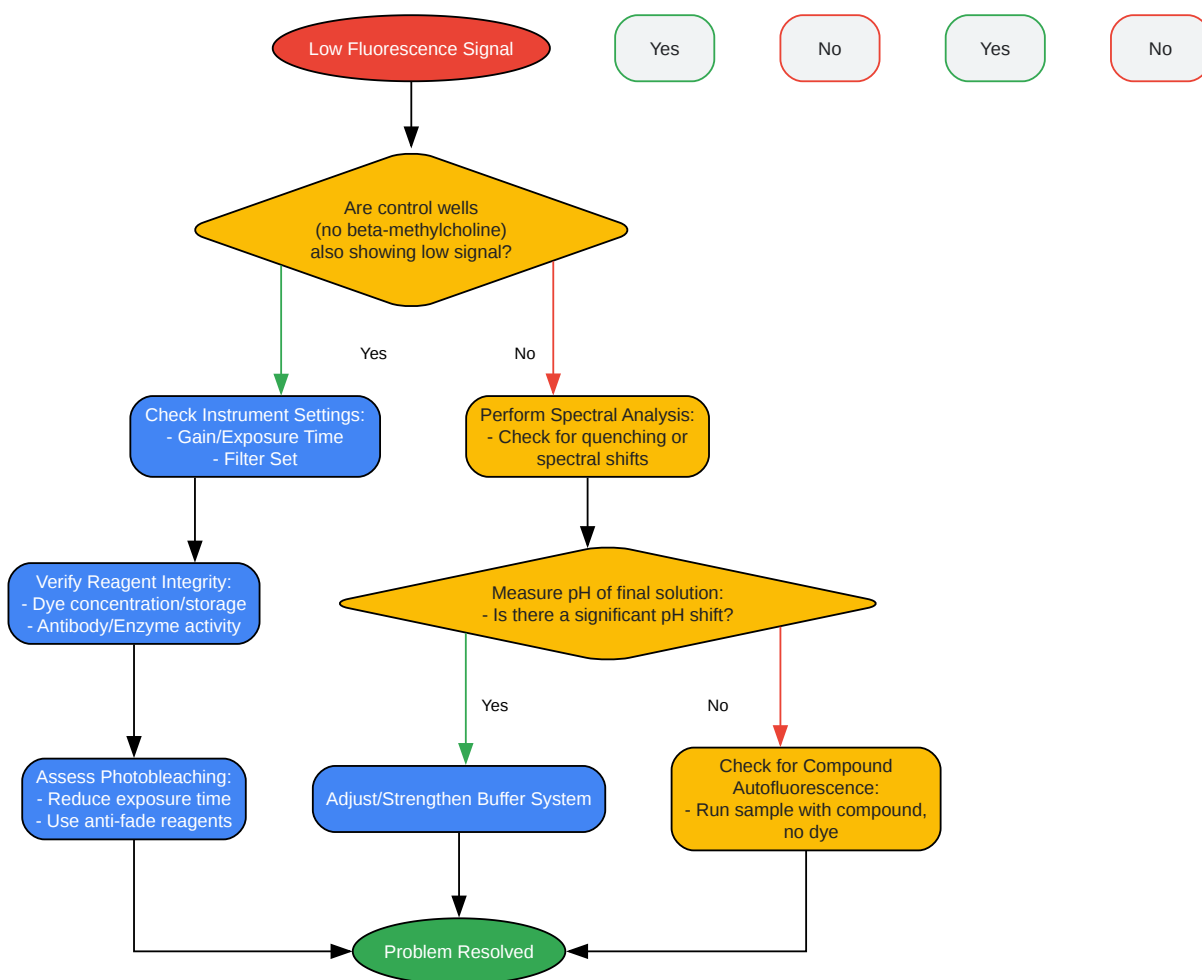 Low Fluorescence Signal
Yes
No
Yes
No
Are control wells
(no beta-methylcholine)
also showing low signal?
Yes
No
Check Instrument Settings:
- Gain/Exposure Time
- Filter Set
Perform Spectral Analysis:
- Check for quenching or
spectral shifts
Verify Reagent Integrity:
- Dye concentration/storage
- Antibody/Enzyme activity
Measure pH of final solution:
- Is there a significant pH shift?
Yes
No
Assess Photobleaching:
- Reduce exposure time
- Use anti-fade reagents
Adjust/Strengthen Buffer System
Check for Compound
Autofluorescence:
- Run sample with compound,
no dye
Problem Resolved